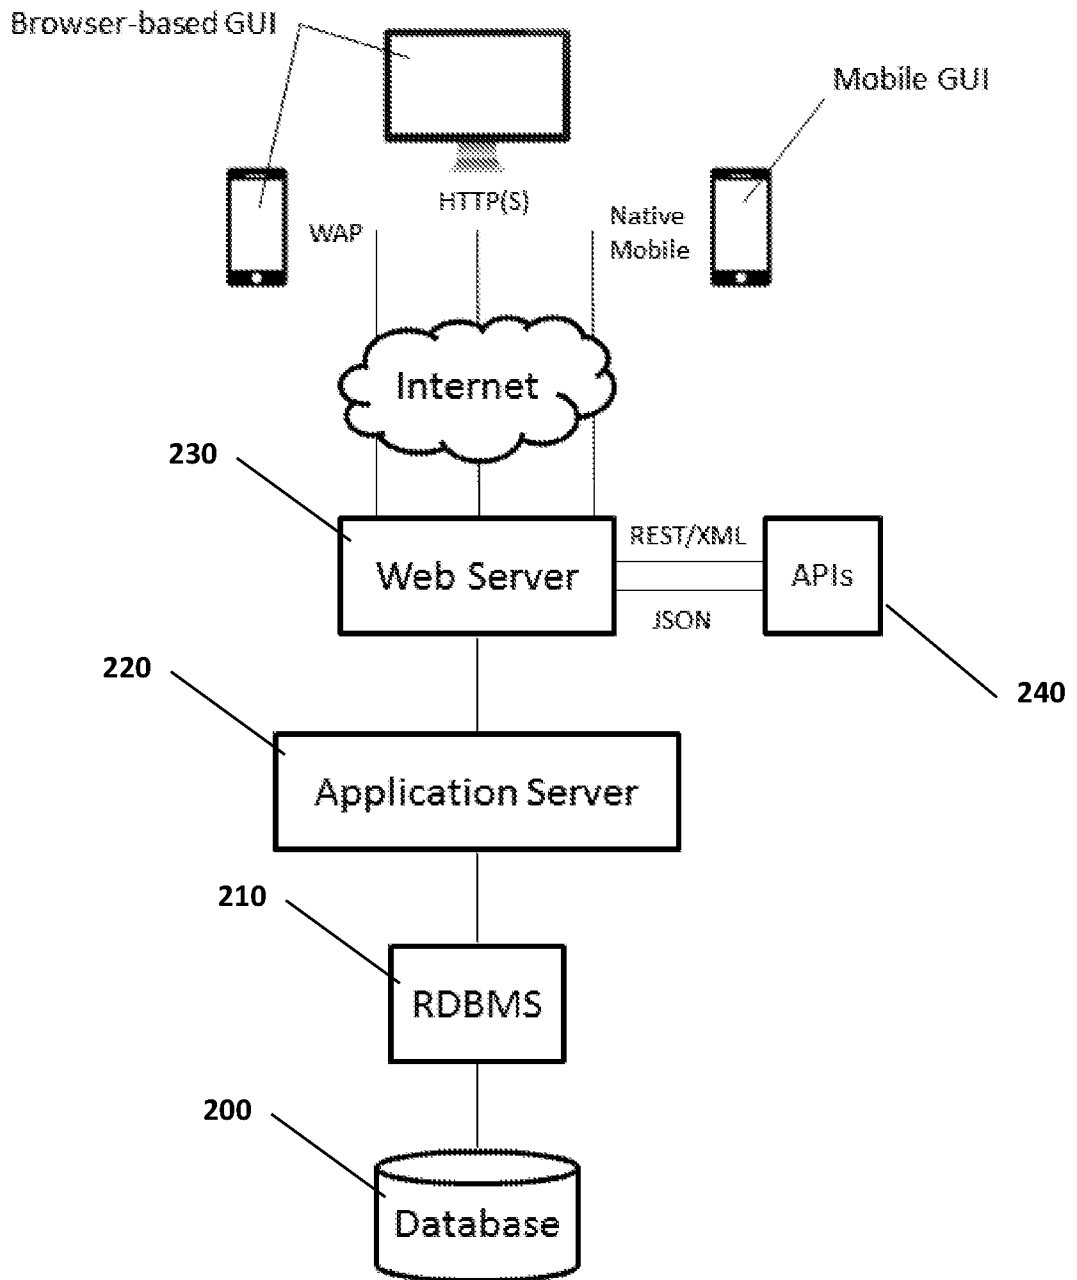 Browser-based GUI
Mobile GUI
HTTP(S)
WAP
Native
Mobile
Internet
230
Web Server
REST/XML
JSON
APIs
240
220
Application Server
210
RDBMS
200
Database